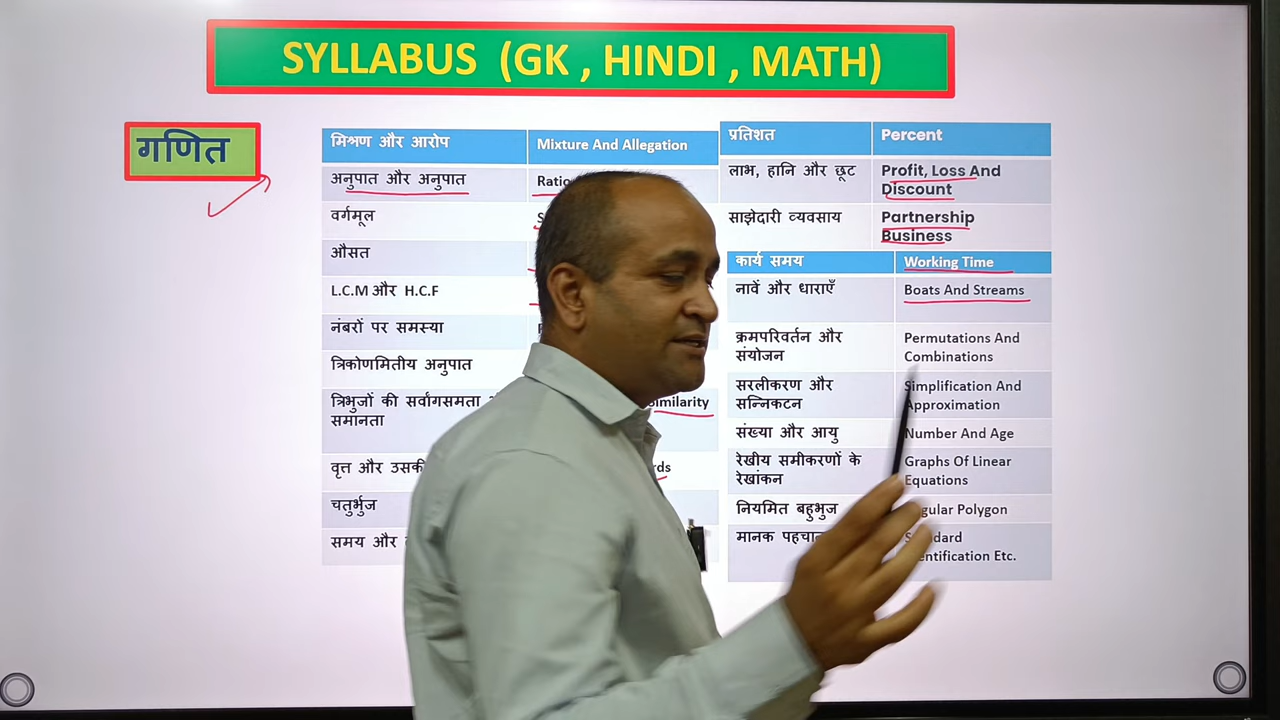 SYLLABUS (GK , HINDI , MATH)
गणित
मिश्रण और आरोप
Mixture And Allegation
अनुपात और अनुपात
वर्गमूल
औसत
L.C.M और H.C.F
नंबरों पर समस्या
त्रिकोणमितीय अनुपात
त्रिभुजों की सर्वांगसमता
समानता
वृत्त और
चतुर्भुज
समय और
प्रतिशत
Percent
लाभ, हानि और छूट
Profit, Loss And
Discount
साझेदारी व्यवसाय
Partnership
Business
कार्य समय
Working Time
नावें और धाराएँ
Boats And Streams
क्रमपरिवर्तन और
संयोजन
Permutations And
Combinations
सरलीकरण और
सन्निकटन
Simplification And
Approximation
संख्या और आयु
Number And Age
रेखीय समीकरणों के
रेखांकन
Graphs Of Linear
Equations
नियमित बहुभुज
Polygon
मानक
Etc.